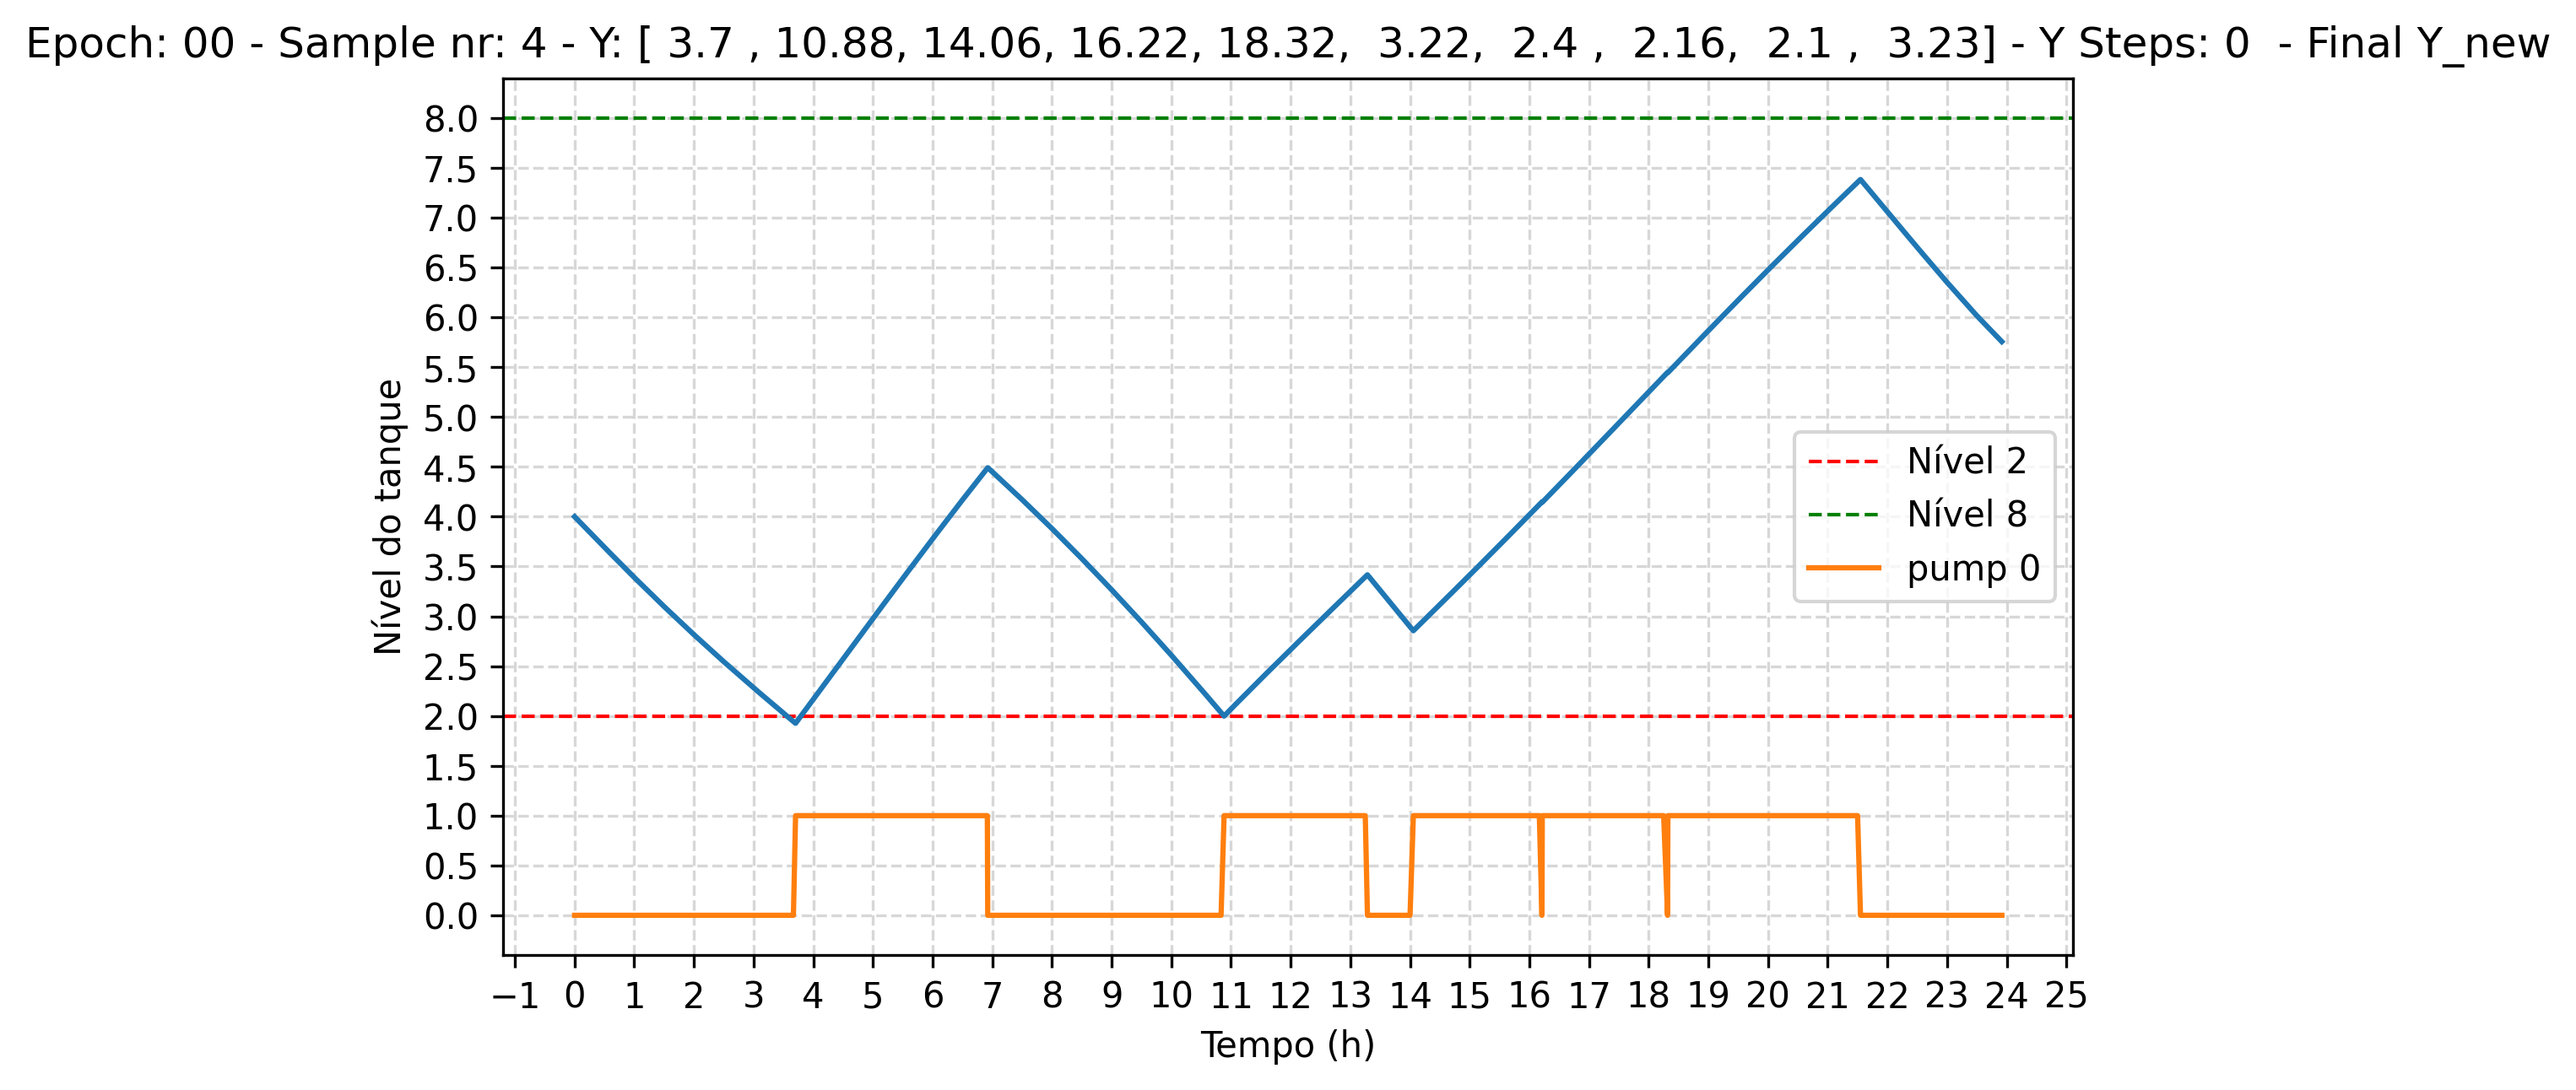 Epoch: 00 - Sample nr: 4 - Y: [ 3.7 , 10.88, 14.06, 16.22, 18.32,  3.22,  2.4 ,  2.16,  2.1 ,  3.23] - Y Steps: 0  - Final Y_new
8.0
7.5
7.0
6.5
6.0
5.5
5.0
4.5
4.0
3.5
3.0
2.5
2.0
1.5
1.0
0.5
0.0
Nível do tanque
Nível 2
Nível 8
pump 0
−1 0 1 2 3 4 5 6 7 8 9 10 11 12 13 14 15 16 17 18 19 20 21 22 23 24 25
Tempo (h)